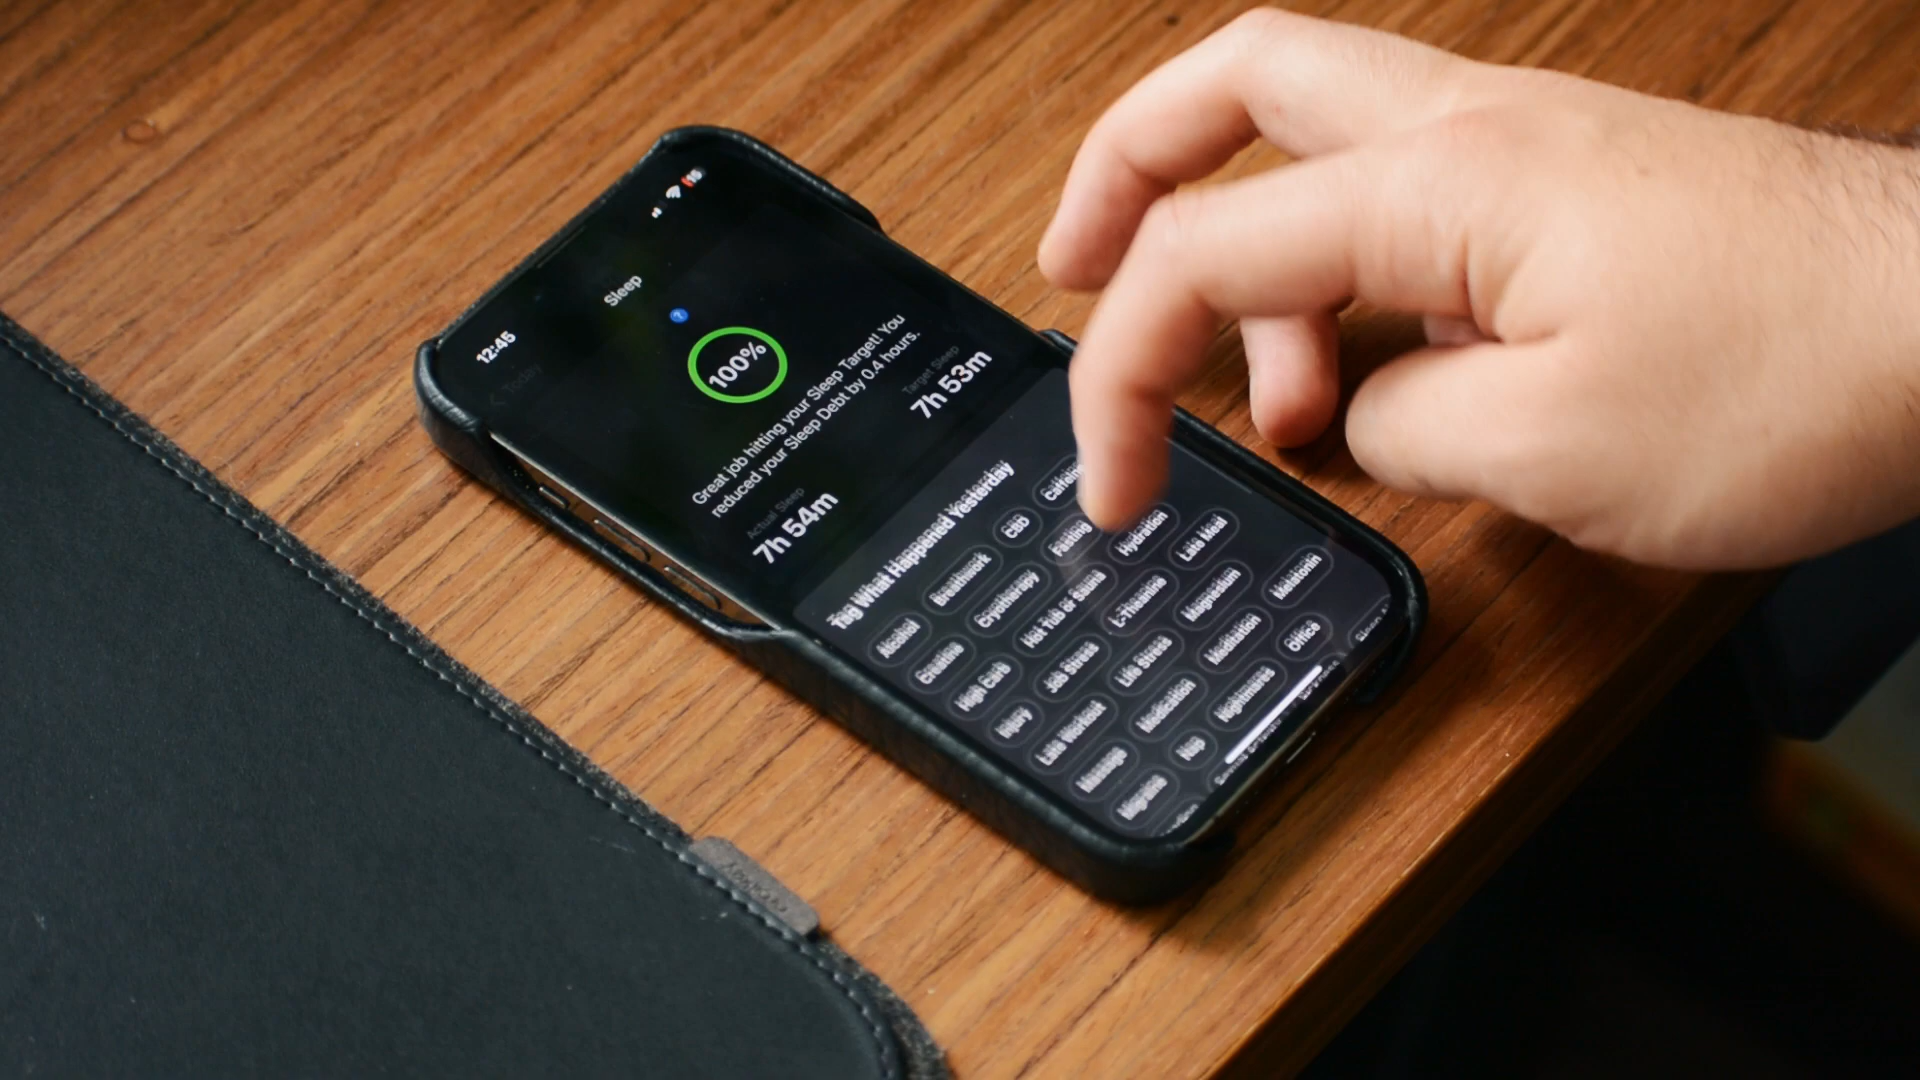 12:45
15
Today
Sleep
?
100%
Great job hitting your Sleep Target! You
reduced your Sleep Debt by 0.4 hours.
Actual Sleep
7h 54m
Target Sleep
7h 53m
Tag What Happened Yesterday
Alcohol Breathwork CBD Caffeine
Creatine Cryotherapy Fasting
High Carb Hot Tub or Sauna Hydration
Injury Job Stress L-Theanine Late Meal
Late Workout Life Stress Magnesium
Massage Medication Meditation Melatonin
Migraine Nap Nightmares Office